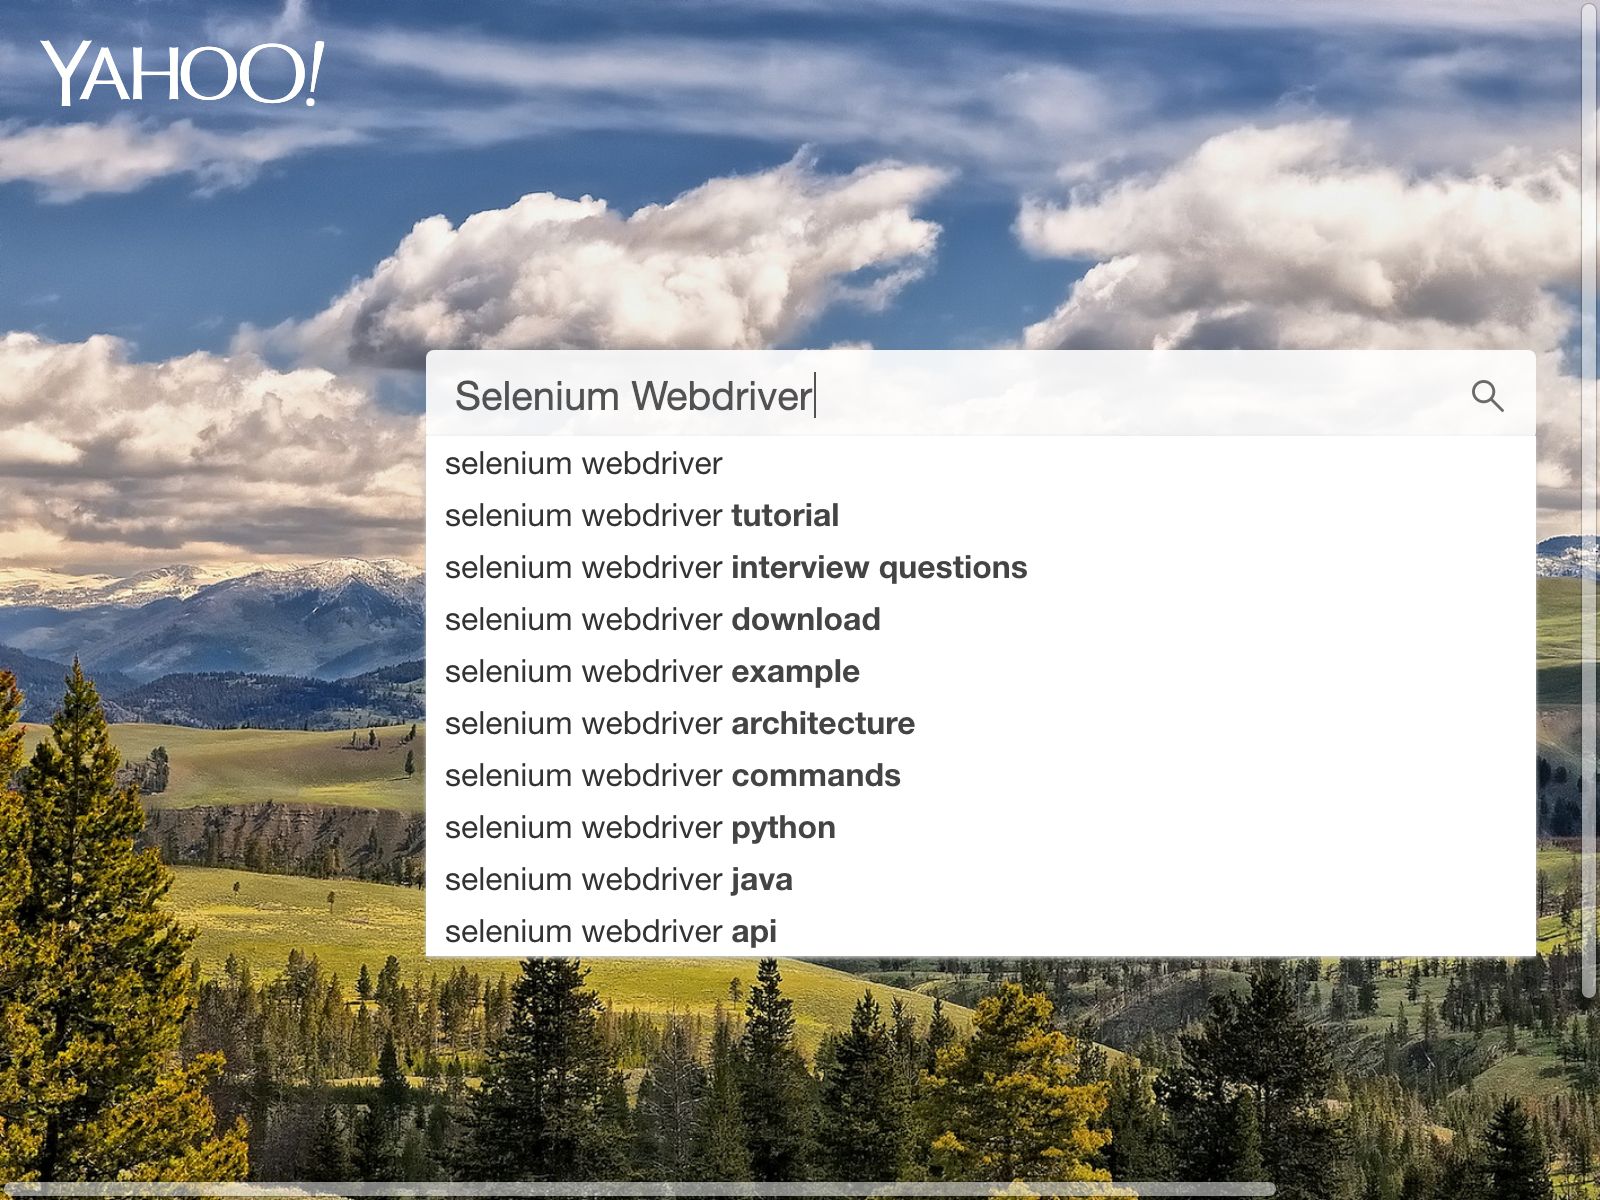 YAHOO!
Selenium Webdriver
selenium webdriver
selenium webdriver tutorial
selenium webdriver interview questions
selenium webdriver download
selenium webdriver example
selenium webdriver architecture
selenium webdriver commands
selenium webdriver python
selenium webdriver java
selenium webdriver api